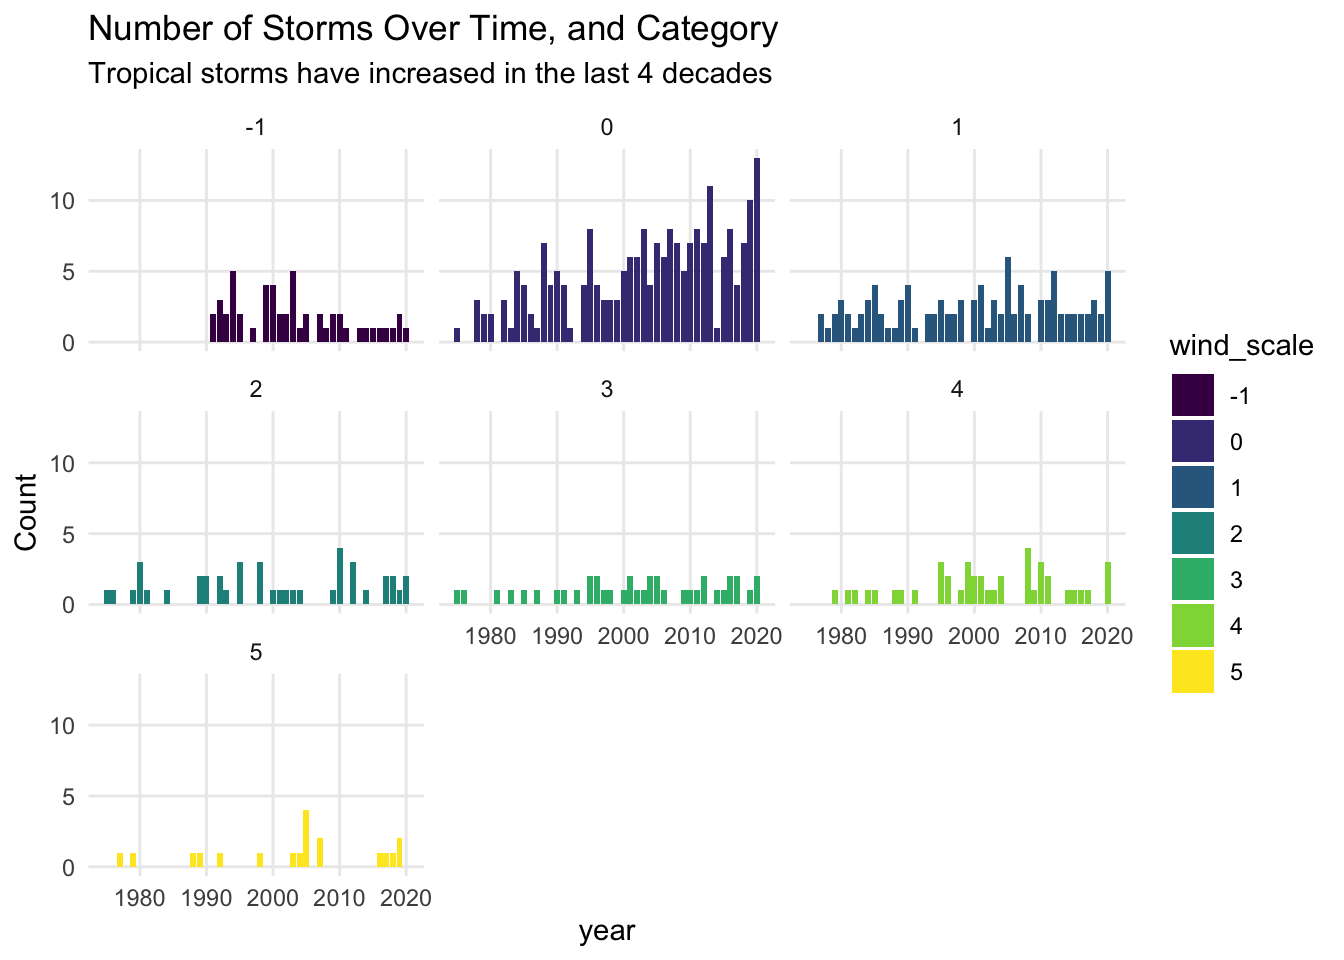 Number of Storms Over Time, and Category
Tropical storms have increased in the last 4 decades
-1
0
1
10
5
0
2
3
4
10
5
0
1980 1990 2000 2010 2020
1980 1990 2000 2010 2020
5
10
5
0
1980 1990 2000 2010 2020
year
Count
wind_scale
-1
0
1
2
3
4
5